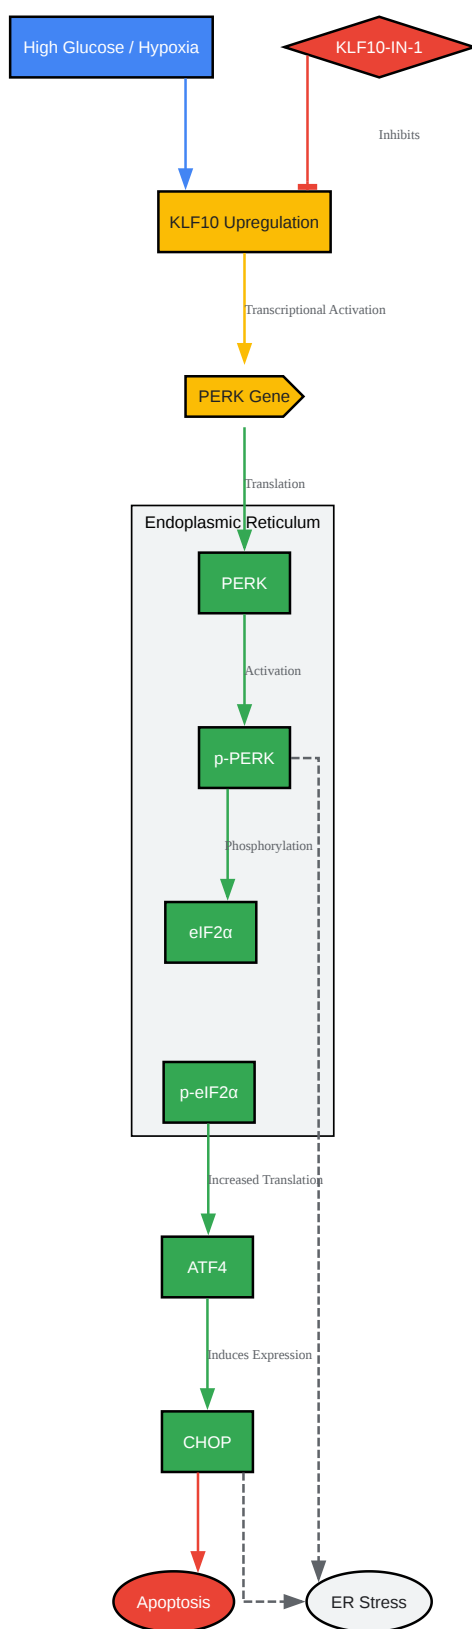 High Glucose / Hypoxia
KLF10-IN-1
Inhibits
KLF10 Upregulation
Transcriptional Activation
PERK Gene
Translation
Endoplasmic Reticulum
PERK
Activation
p-PERK
Phosphorylation
eIF2α
p-eIF2α
Increased Translation
ATF4
Induces Expression
CHOP
Apoptosis
ER Stress